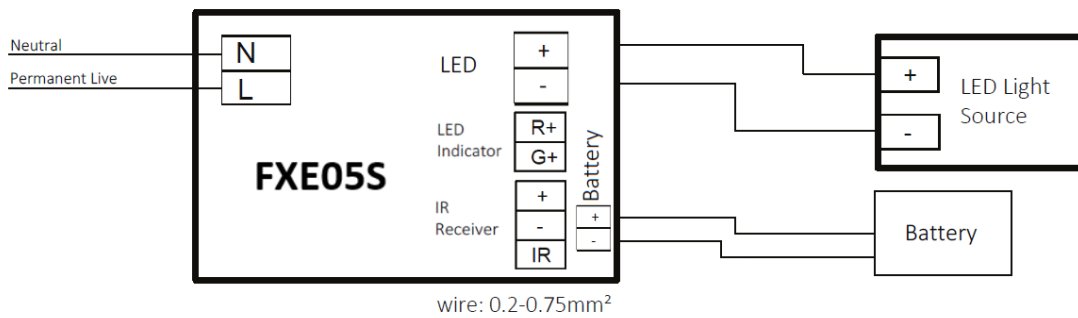 Neutral
Permanent Live
N
L
FXE05S
LED
+
-
LED
Indicator
R+
G+
IR
Receiver
+
-
IR
Battery
+
-
+
-
LED Light
Source
Battery
wire: 0.2-0.75mm²